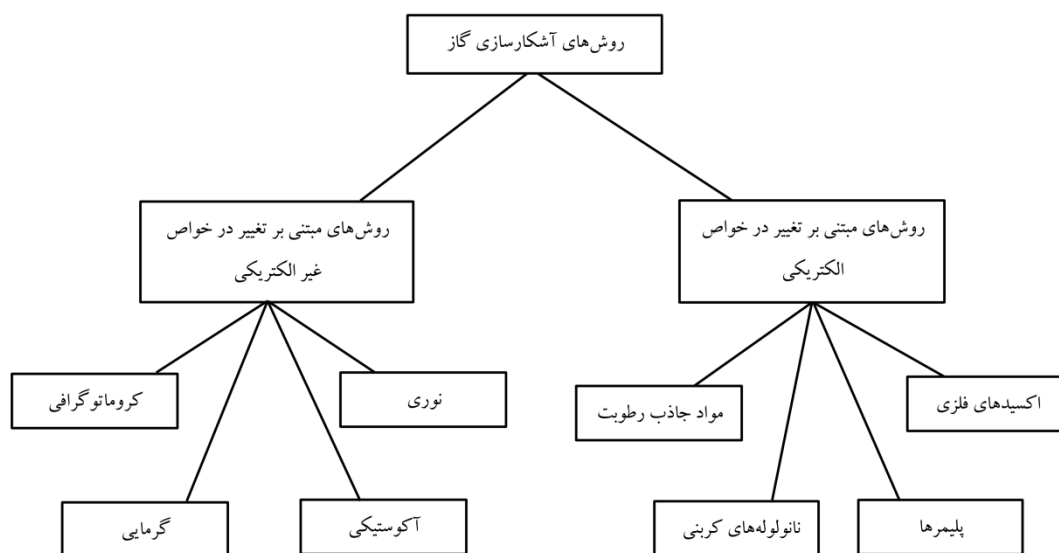 روش‌های آشکارسازی گاز
روش‌های مبتنی بر تغییر در خواص
الکتریکی
روش‌های مبتنی بر تغییر در خواص
غیر الکتریکی
اکسیدهای فلزی
مواد جاذب رطوبت
نوری
کروماتوگرافی
پلیمرها
نانولوله‌های کربنی
آکوستیکی
گرمایی